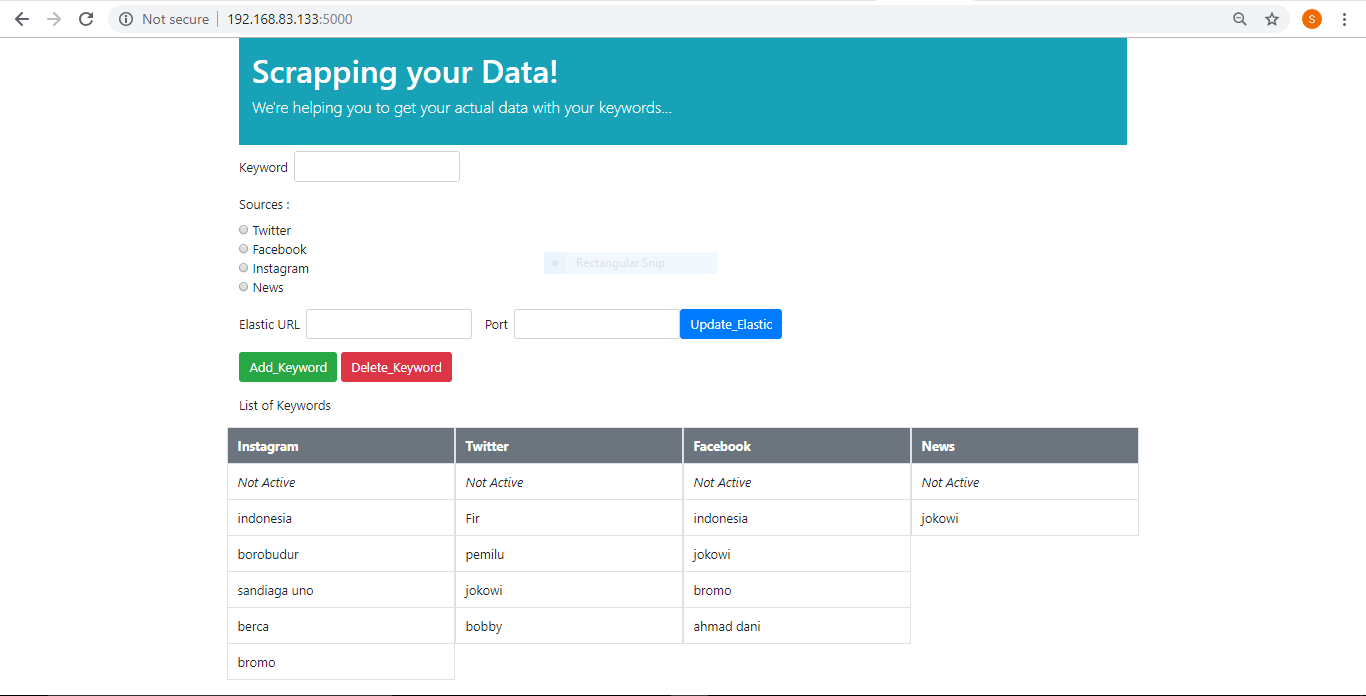 Not secure | 192.168.83.133:5000
S
Scrapping your Data!
We're helping you to get your actual data with your keywords...
Keyword
Sources :
Twitter
Facebook
Instagram
News
Rectangular Snip
Elastic URL Port Update_Elastic
Add_Keyword Delete_Keyword
List of Keywords
Instagram Twitter Facebook News
Not Active Not Active Not Active Not Active
indonesia Fir indonesia jokowi
borobudur pemilu jokowi
sandiaga uno jokowi bromo
berca bobby ahmad dani
bromo